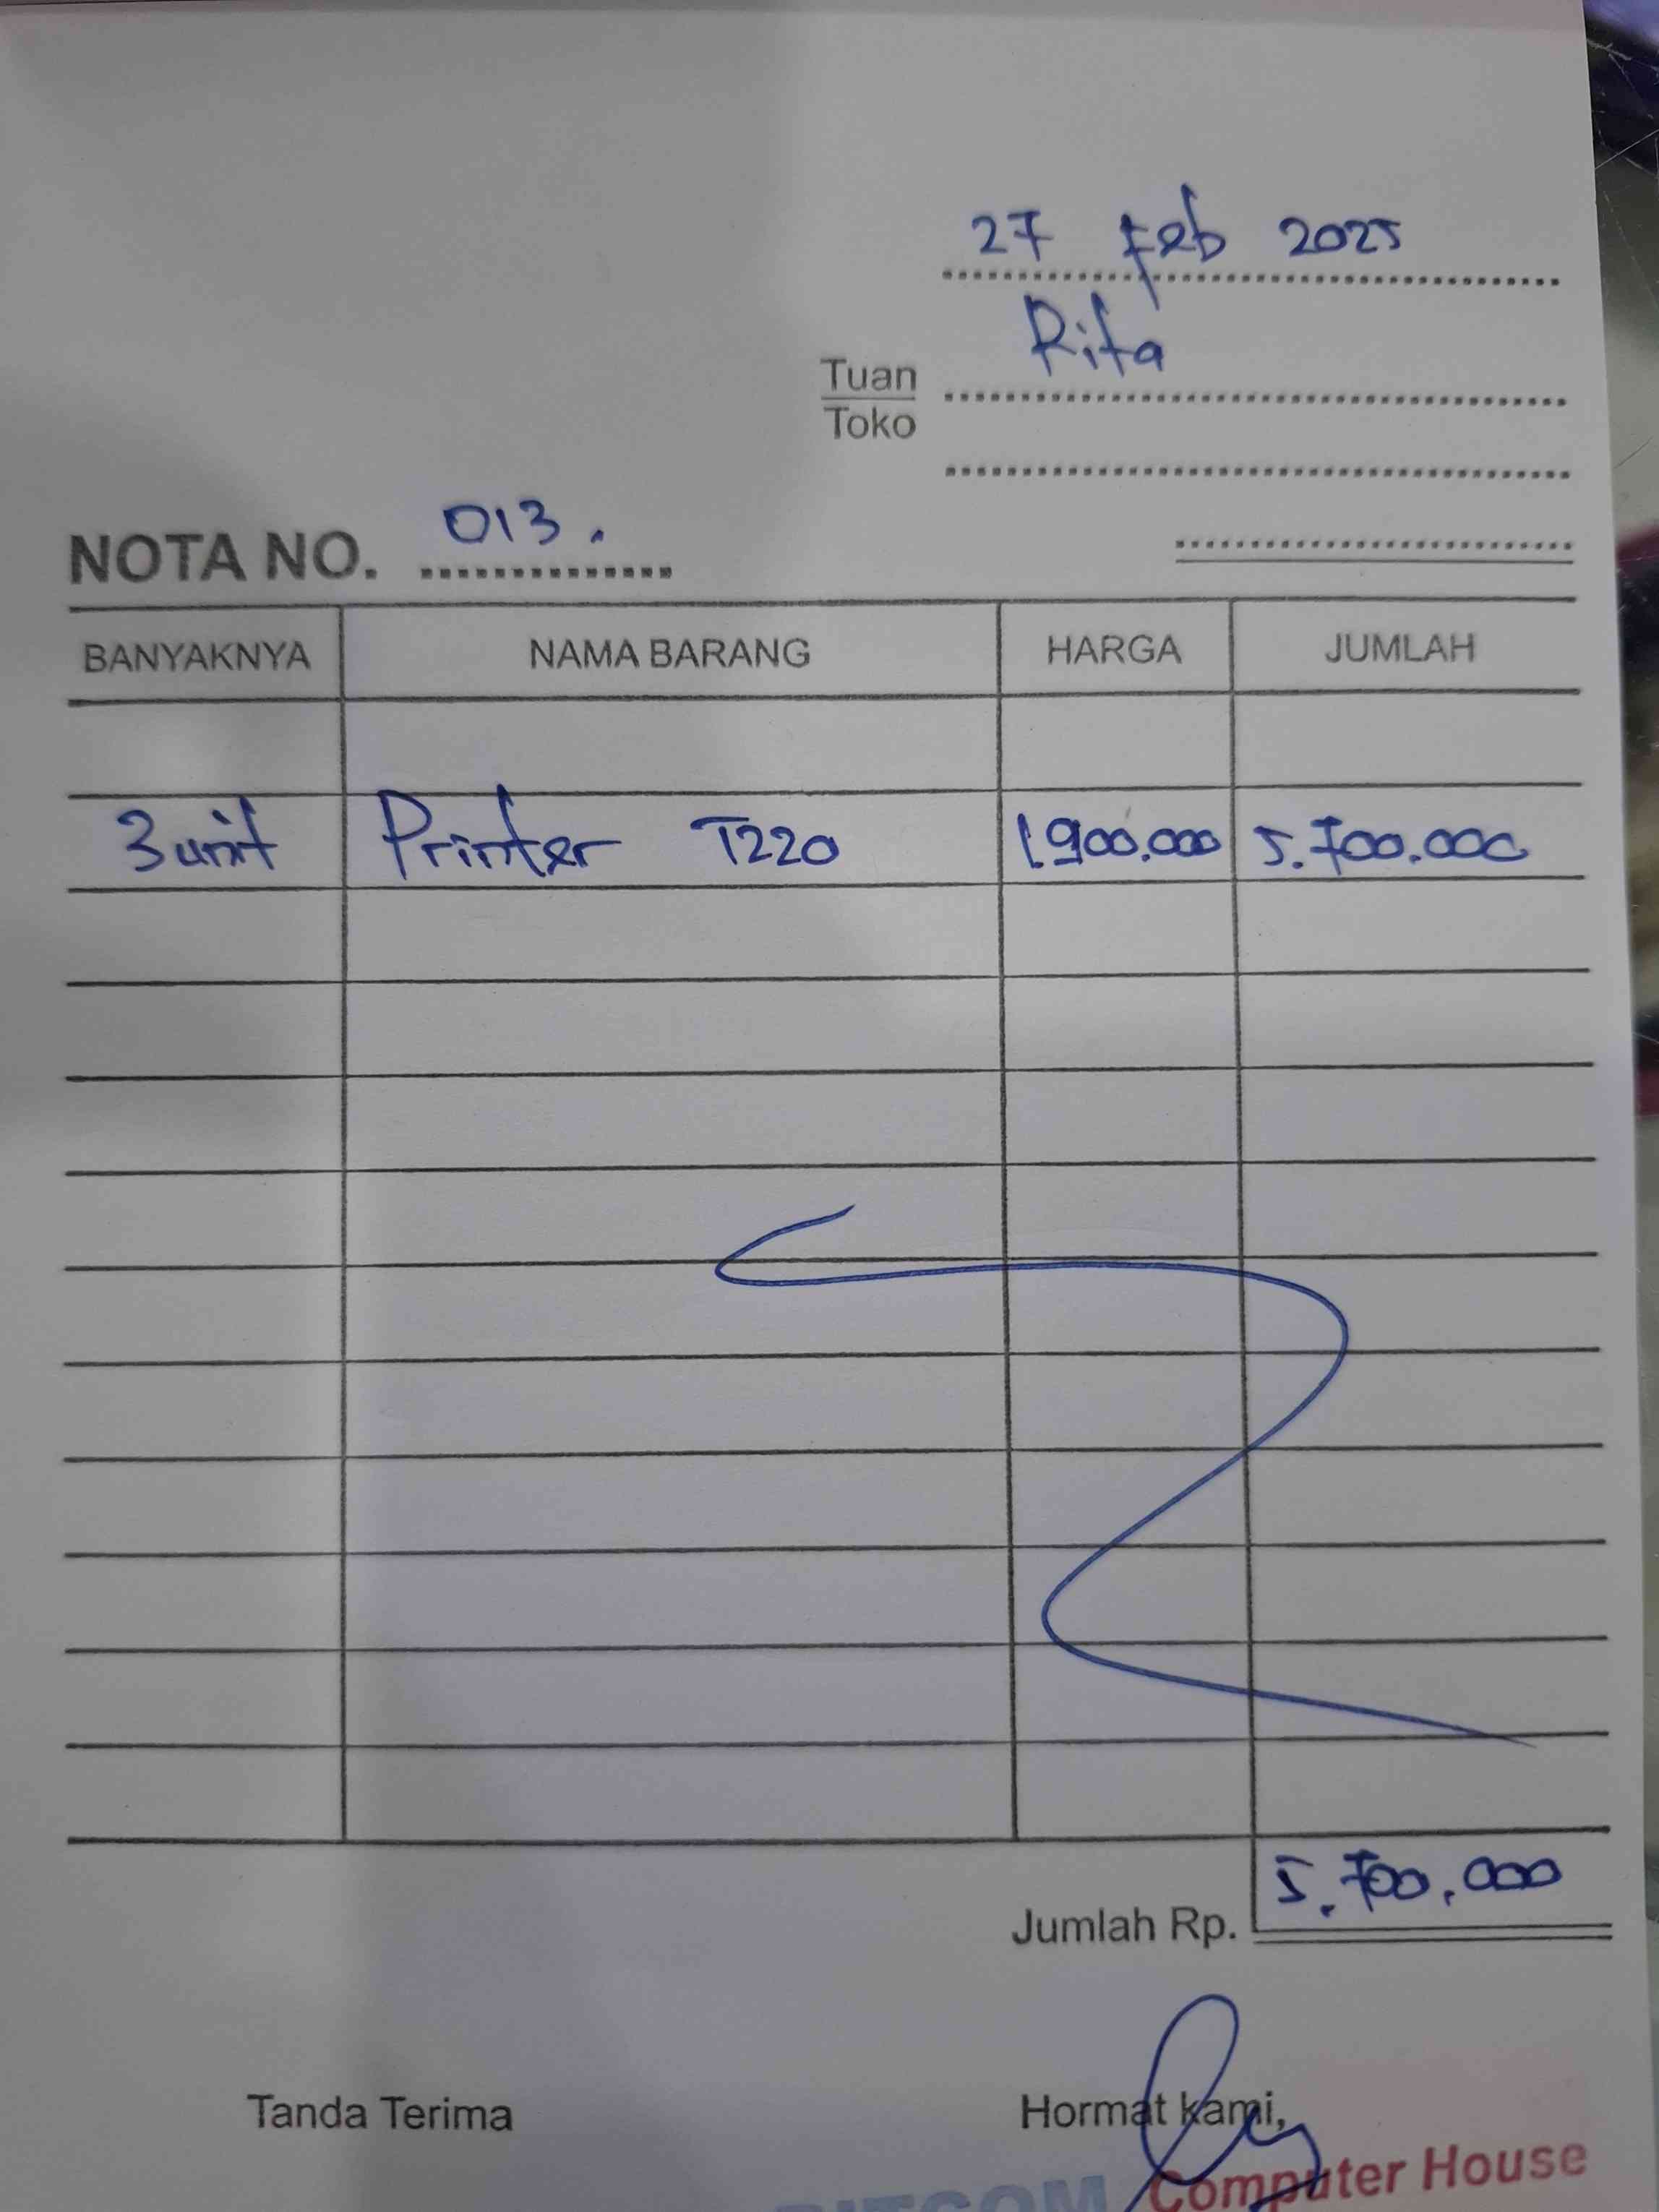 27 Feb 2025
Tuan Rita
Toko
NOTA NO. 013.
BANYAKNYA NAMA BARANG HARGA JUMLAH
3 unit Printer T220 1.900.000 5.700.000
Jumlah Rp. 5.700.000
Tanda Terima Hormat kami,
Computer House